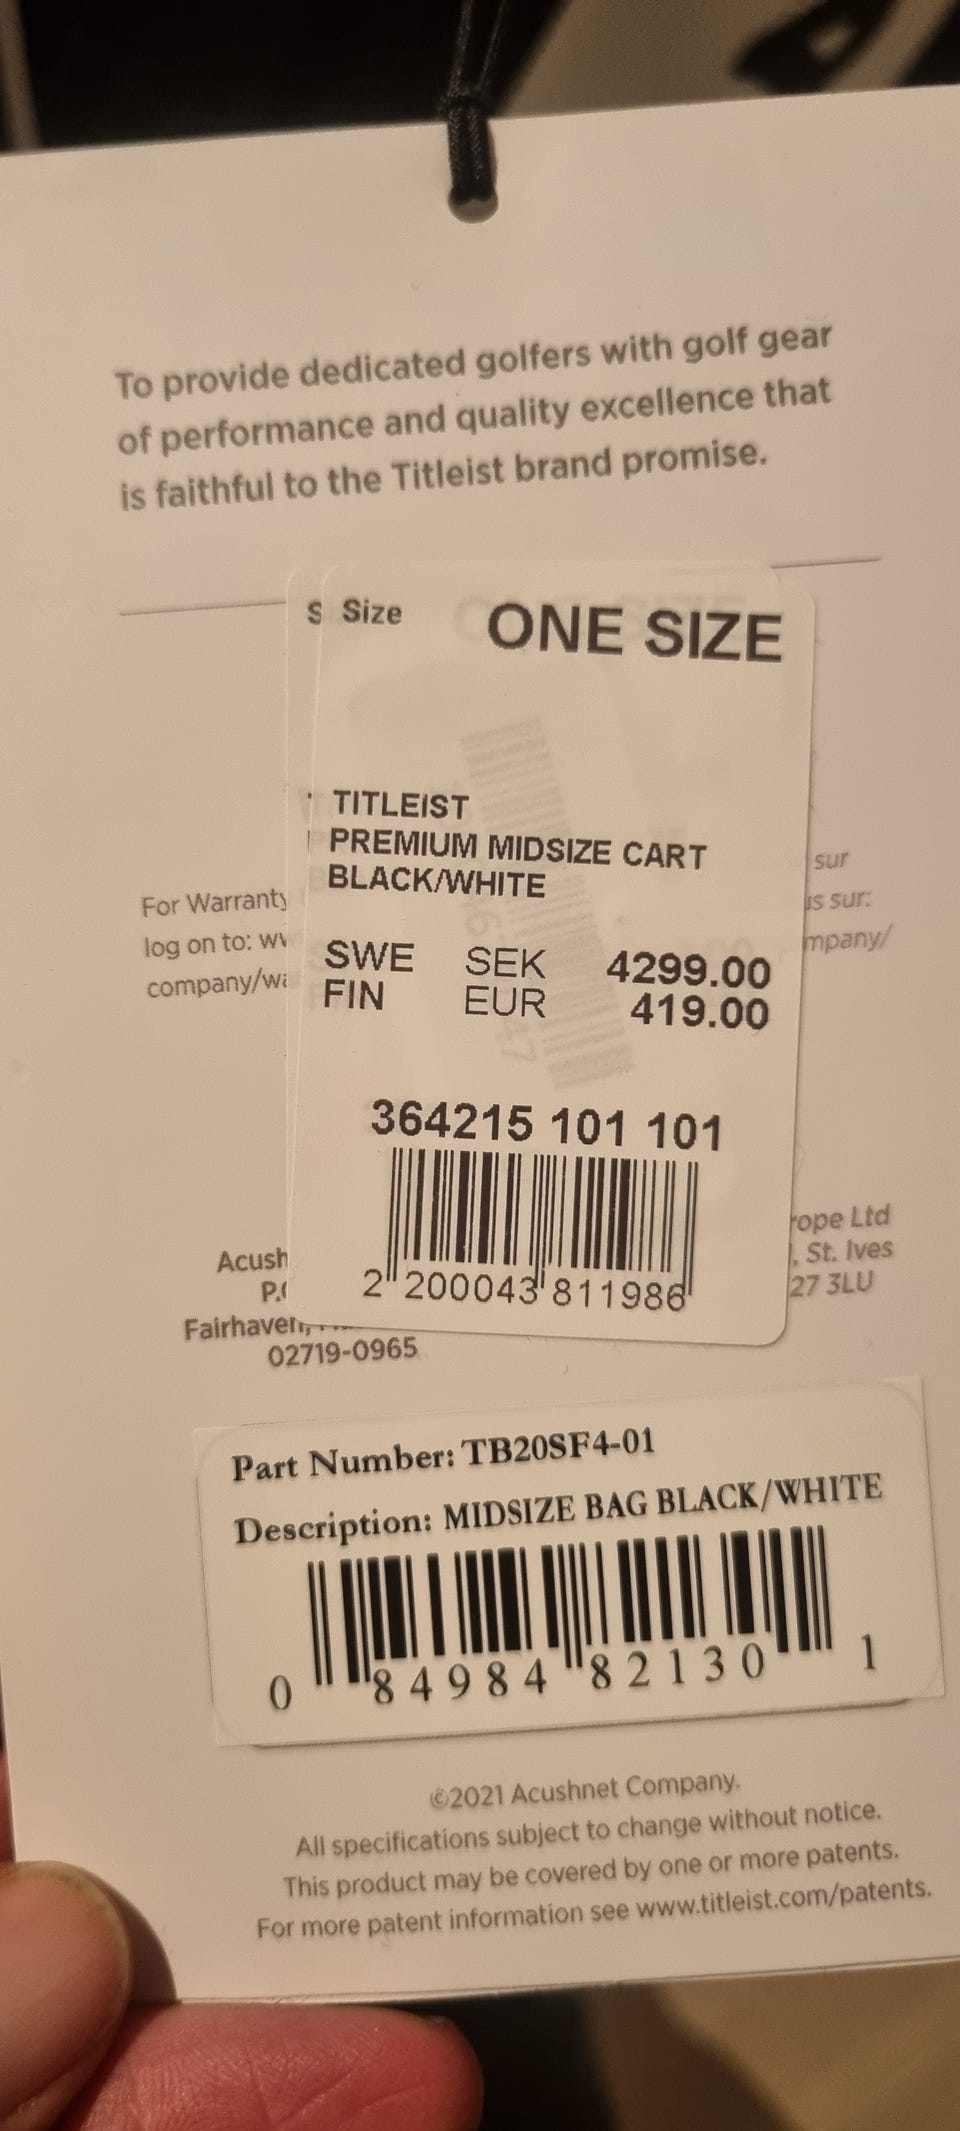 To provide dedicated golfers with golf gear
of performance and quality excellence that
is faithful to the Titleist brand promise.
S Size ONE SIZE
TITLEIST
PREMIUM MIDSIZE CART
BLACK/WHITE
For Warranty
log on to:
sur
sur:
SWE SEK 4299.00
FIN EUR 419.00
364215 101 101
2 200043 811986
Ltd
, St. Ives
27 3LU
Fairhaven,
02719-0965
Part Number: TB20SF4-01
Description: MIDSIZE BAG BLACK/WHITE
0 84984 82130 1
©2021 Acushnet Company.
All specifications subject to change without notice.
This product may be covered by one or more patents.
For more patent information see www.titleist.com/patents.